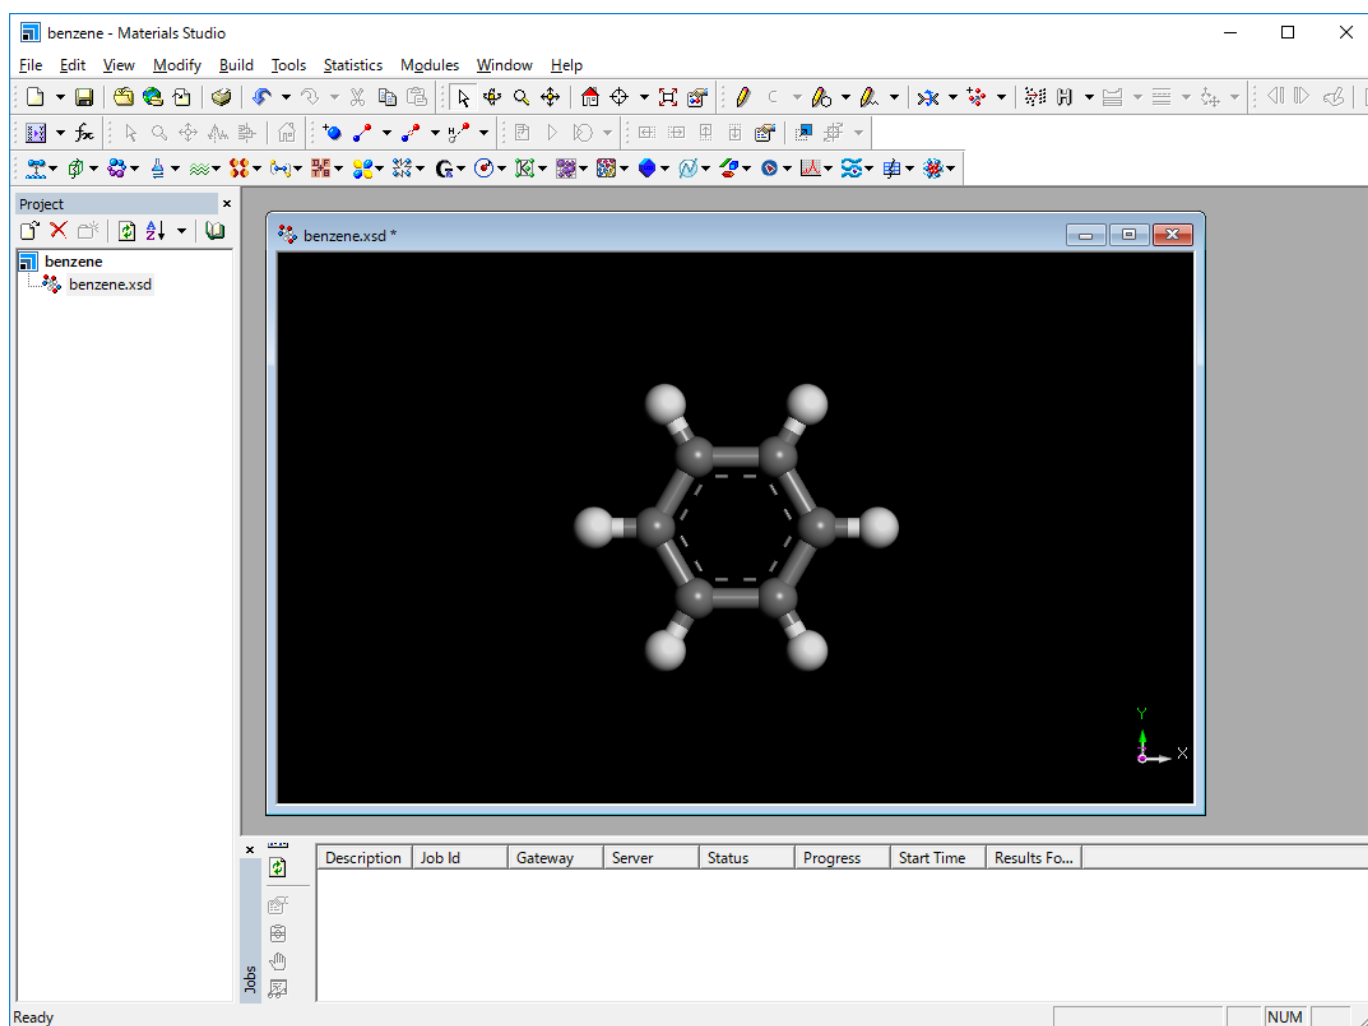 benzene - Materials Studio
File Edit View Modify Build Tools Statistics Modules Window Help
Project
benzene
benzene.xsd
benzene.xsd *
Y
X
Description Job Id Gateway Server Status Progress Start Time Results Fo...
Jobs
Ready
NUM